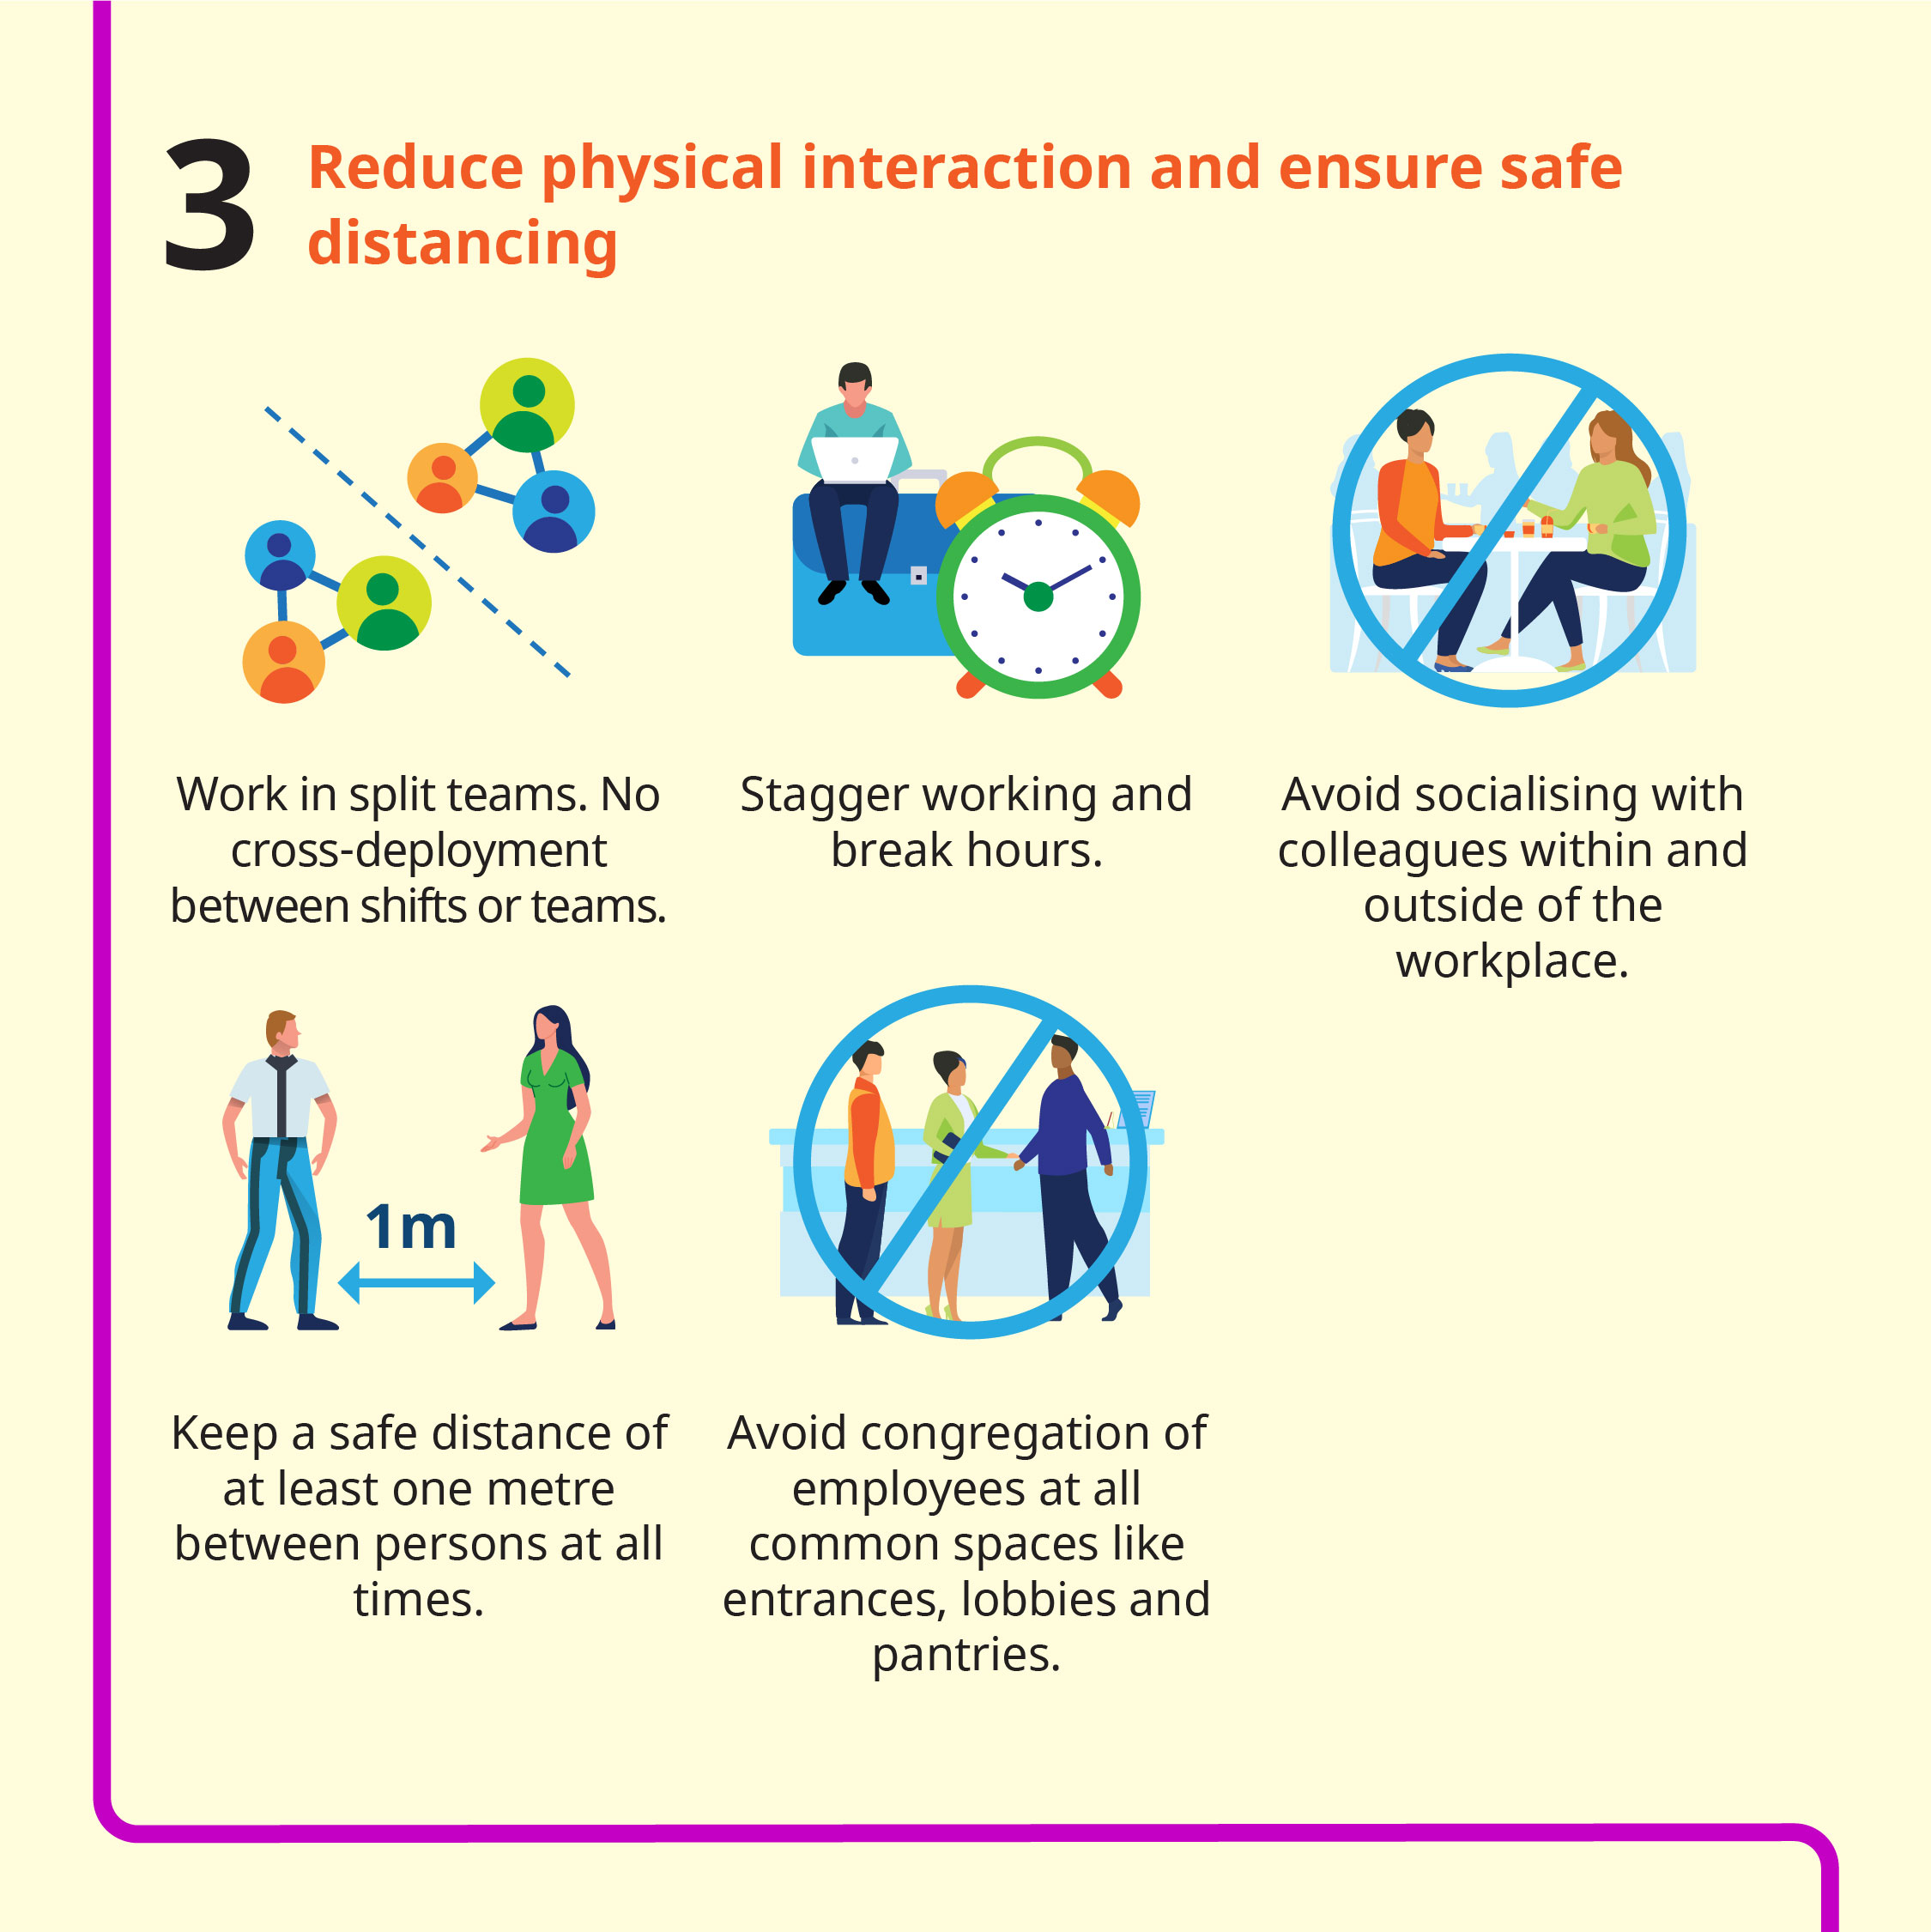 3
Reduce physical interaction and ensure safe
distancing
Work in split teams. No
cross-deployment
between shifts or teams.
Stagger working and
break hours.
Avoid socialising with
colleagues within and
outside of the
workplace.
1m
Keep a safe distance of
at least one metre
between persons at all
times.
Avoid congregation of
employees at all
common spaces like
entrances, lobbies and
pantries.